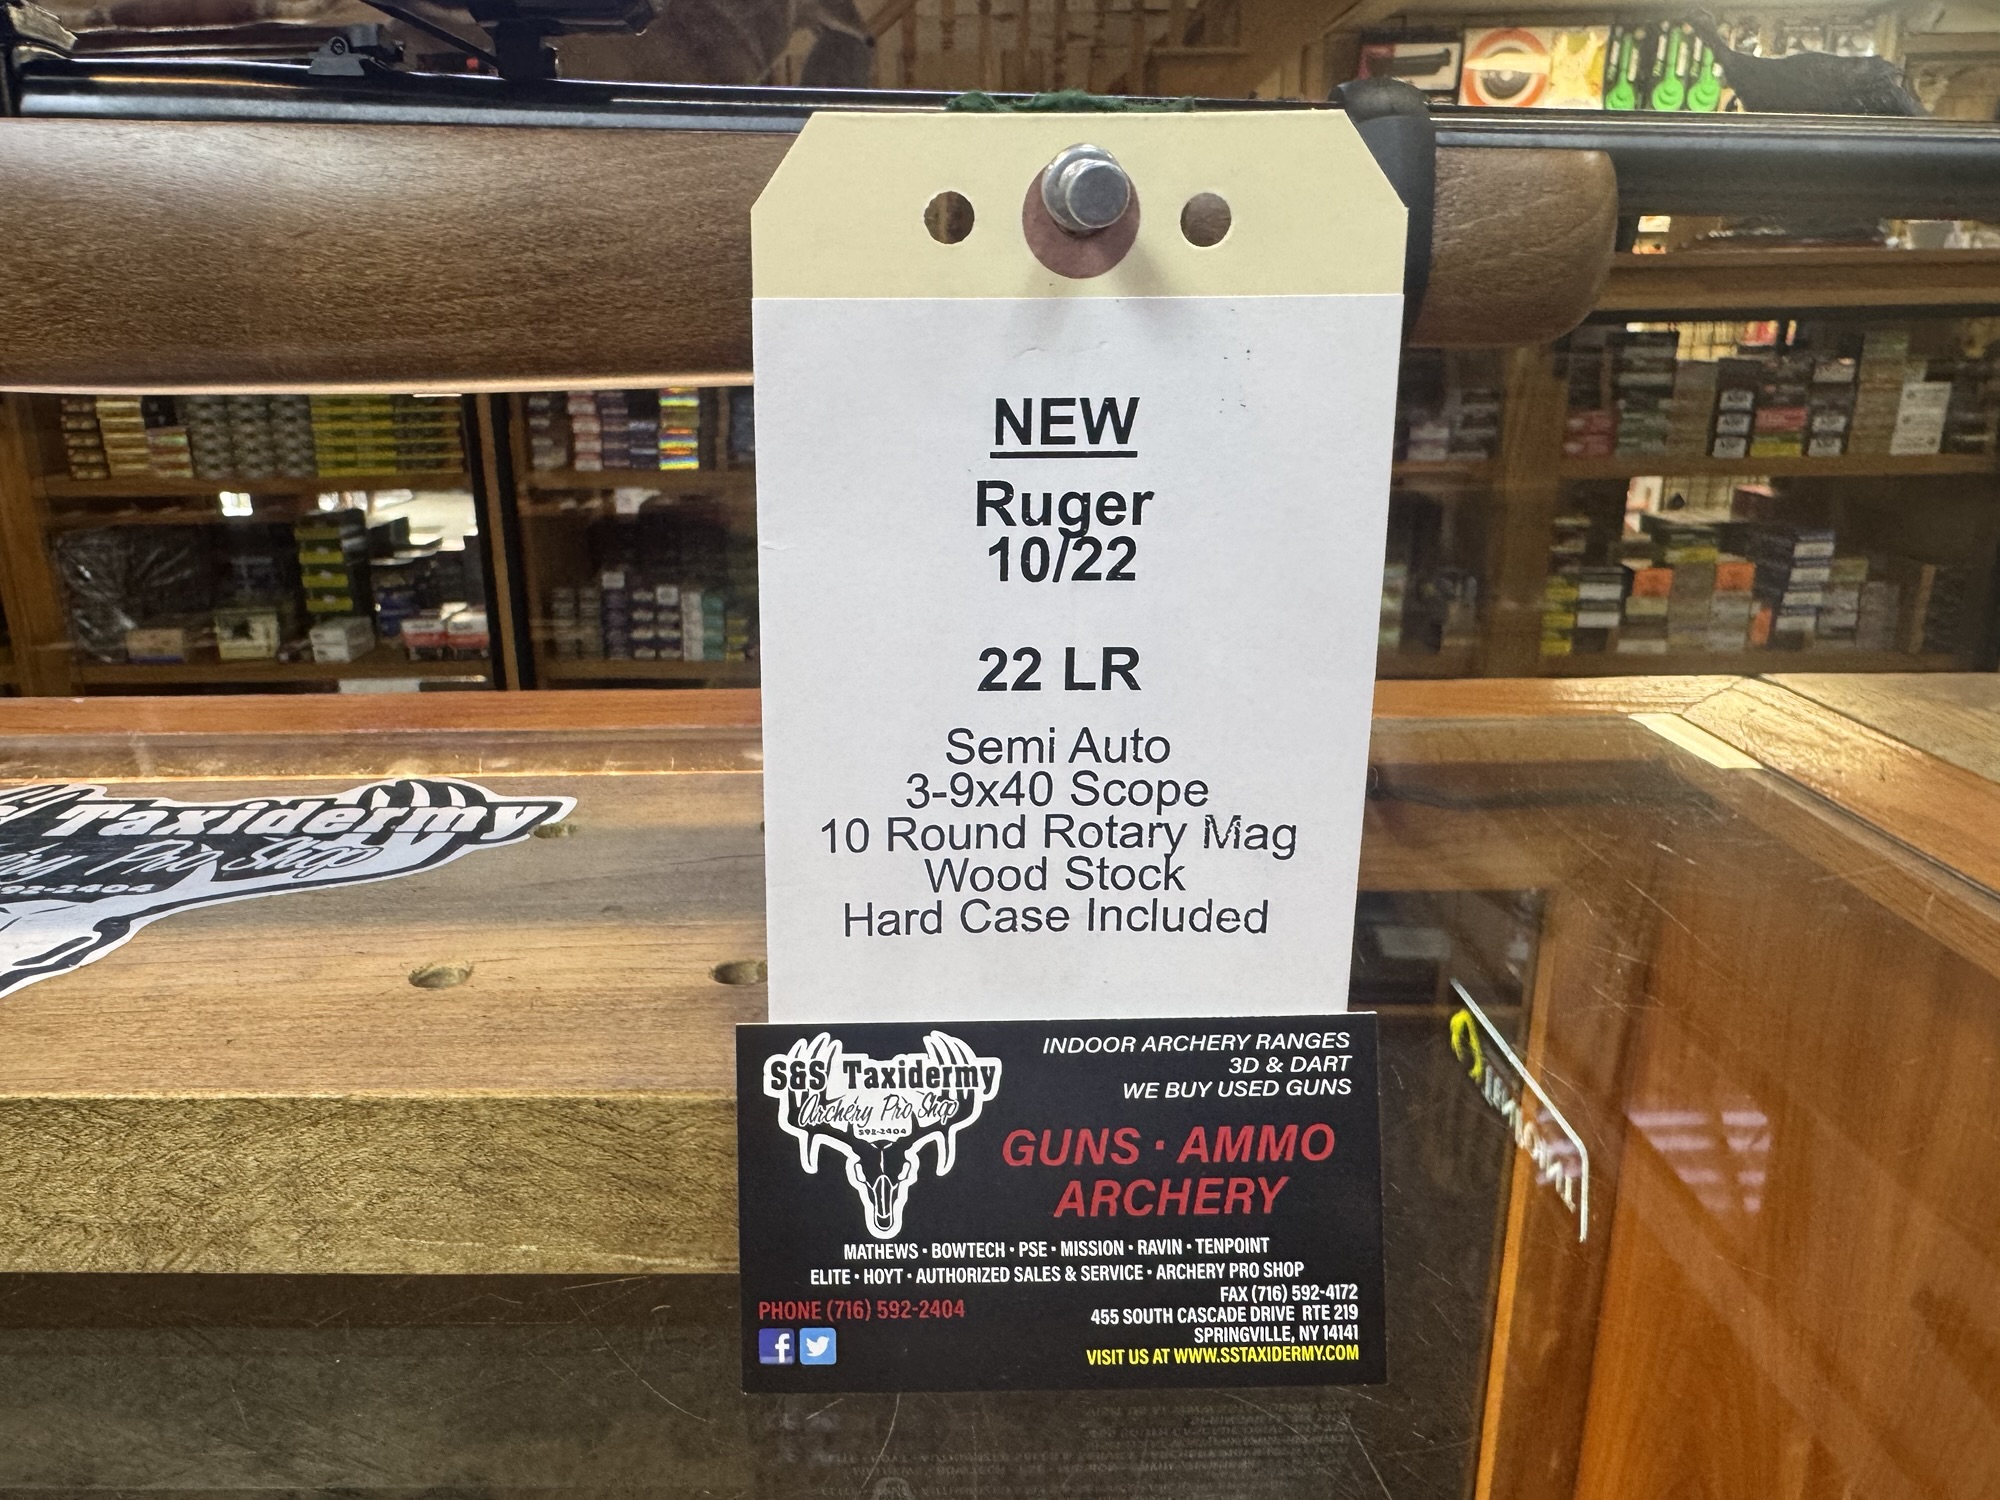 NEW
Ruger
10/22
22 LR
Semi Auto
3-9x40 Scope
10 Round Rotary Mag
Wood Stock
Hard Case Included
Taxidermy
Pro Shop
592-2404
S&S Taxidermy
Archery Pro Shop
592-2404
INDOOR ARCHERY RANGES
3D & DART
WE BUY USED GUNS
GUNS · AMMO
ARCHERY
MATHEWS · BOWTECH · PSE · MISSION · RAVIN · TENPOINT
ELITE · HOYT · AUTHORIZED SALES & SERVICE · ARCHERY PRO SHOP
PHONE (716) 592-2404
FAX (716) 592-4172
455 SOUTH CASCADE DRIVE RTE 219
SPRINGVILLE, NY 14141
VISIT US AT WWW.SSTAXIDERMY.COM